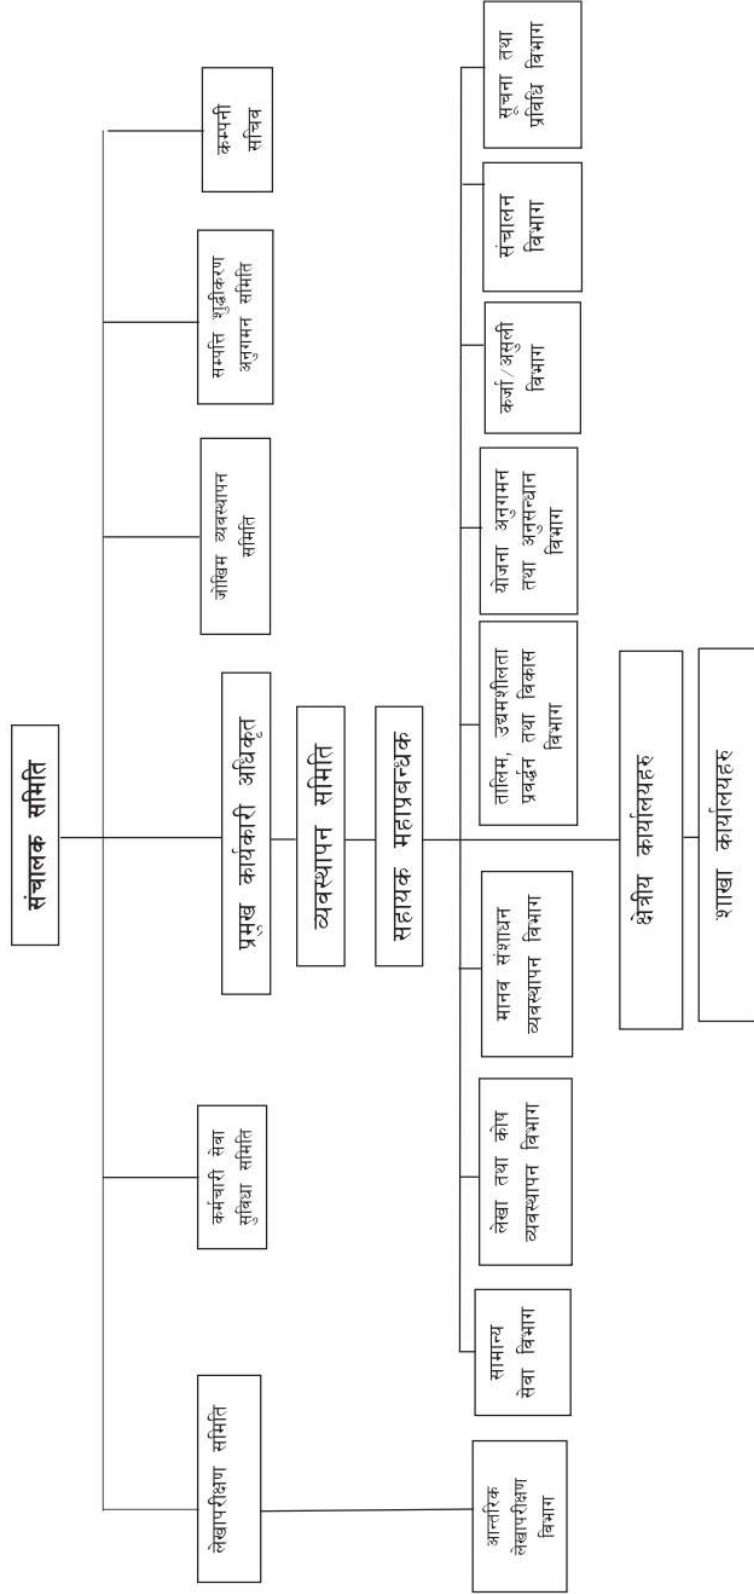 संचालक समिति
लेखापरीक्षण समिति
कर्मचारी सेवा
सुविधा समिति
प्रमुख कार्यकारी अधिकृत
जोखिम व्यवस्थापन
समिति
सम्पत्ति शुद्धीकरण
अनुगमन समिति
कम्पनी
सचिव
व्यवस्थापन समिति
सहायक महाप्रबन्धक
आन्तरिक
लेखापरीक्षण
विभाग
सामान्य
सेवा विभाग
लेखा तथा कोष
व्यवस्थापन विभाग
मानव संशाधन
व्यवस्थापन विभाग
तालिम, उद्यमशीलता
प्रवर्द्धन तथा विकास
विभाग
योजना अनुगमन
तथा अनुसन्धान
विभाग
कर्जा/असुली
विभाग
संचालन
विभाग
सूचना तथा
प्रविधि विभाग
क्षेत्रीय कार्यालयहरु
शाखा कार्यालयहरु